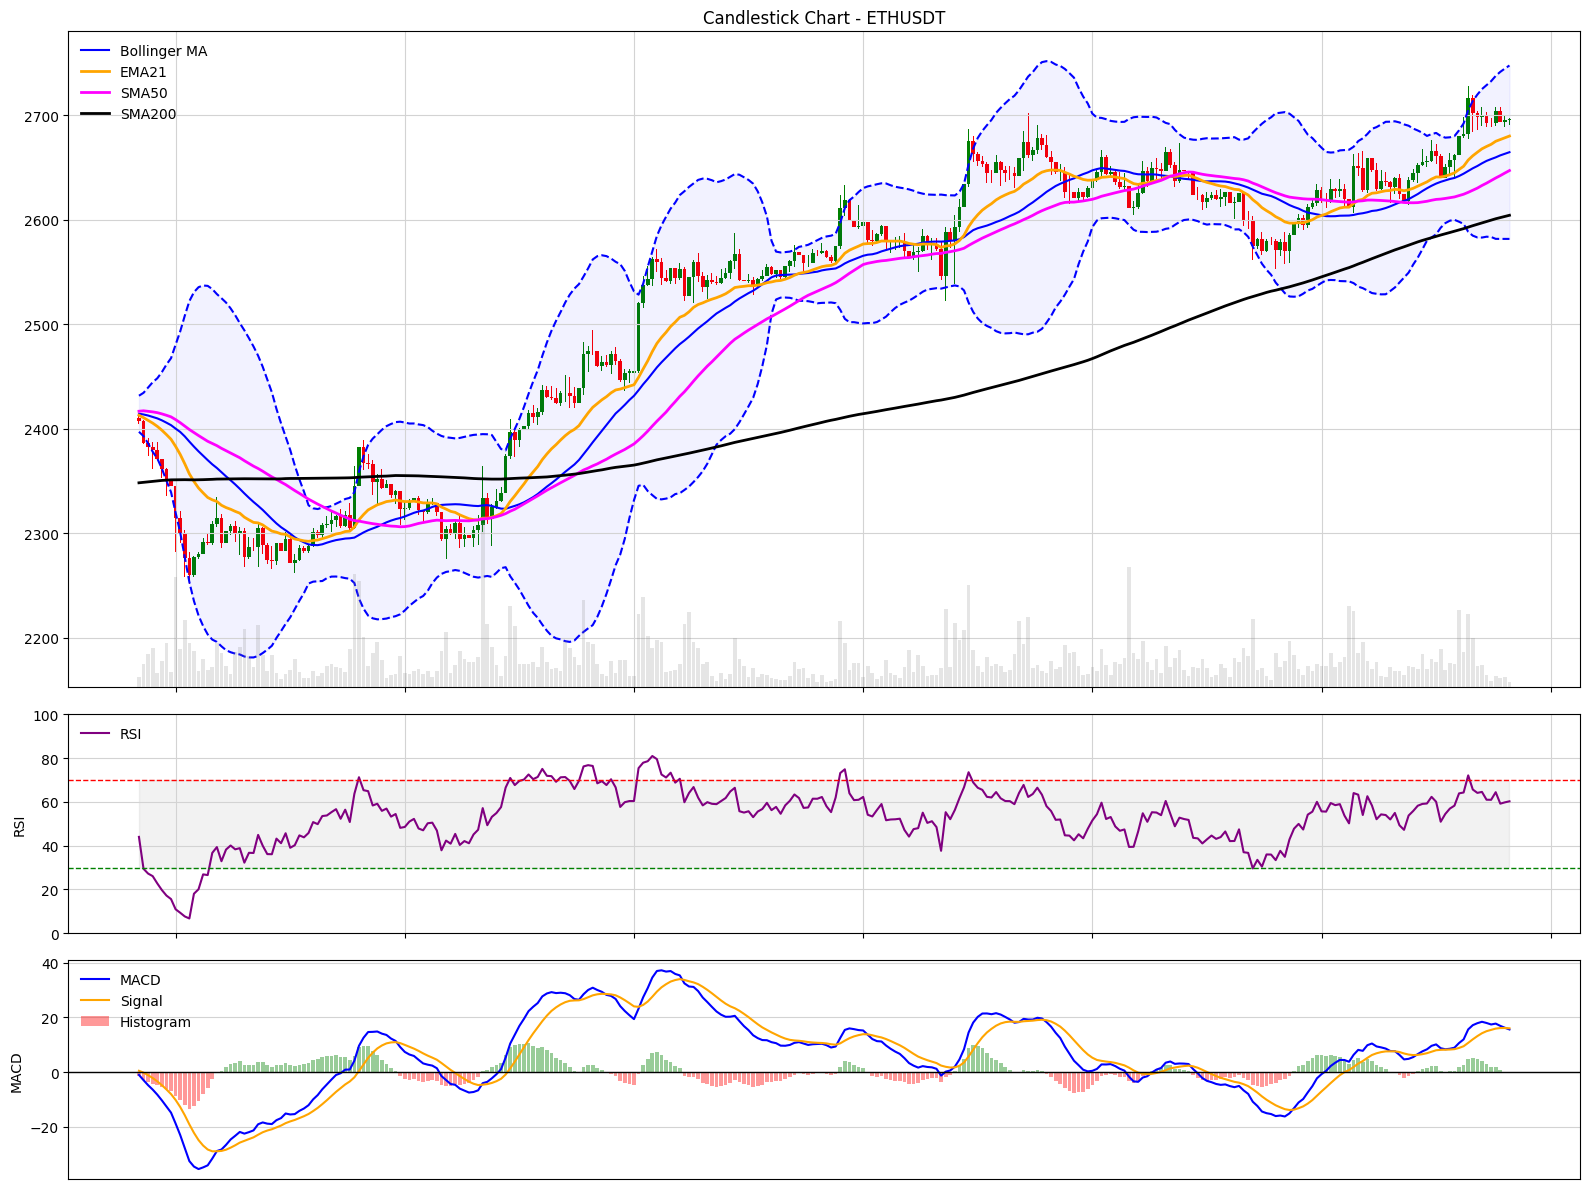 Candlestick Chart - ETHUSDT
Bollinger MA
EMA21
SMA50
SMA200
2700
2600
2500
2400
2300
2200
RSI
100
80
60
40
20
0
RSI
MACD
Signal
Histogram
40
20
0
−20
MACD